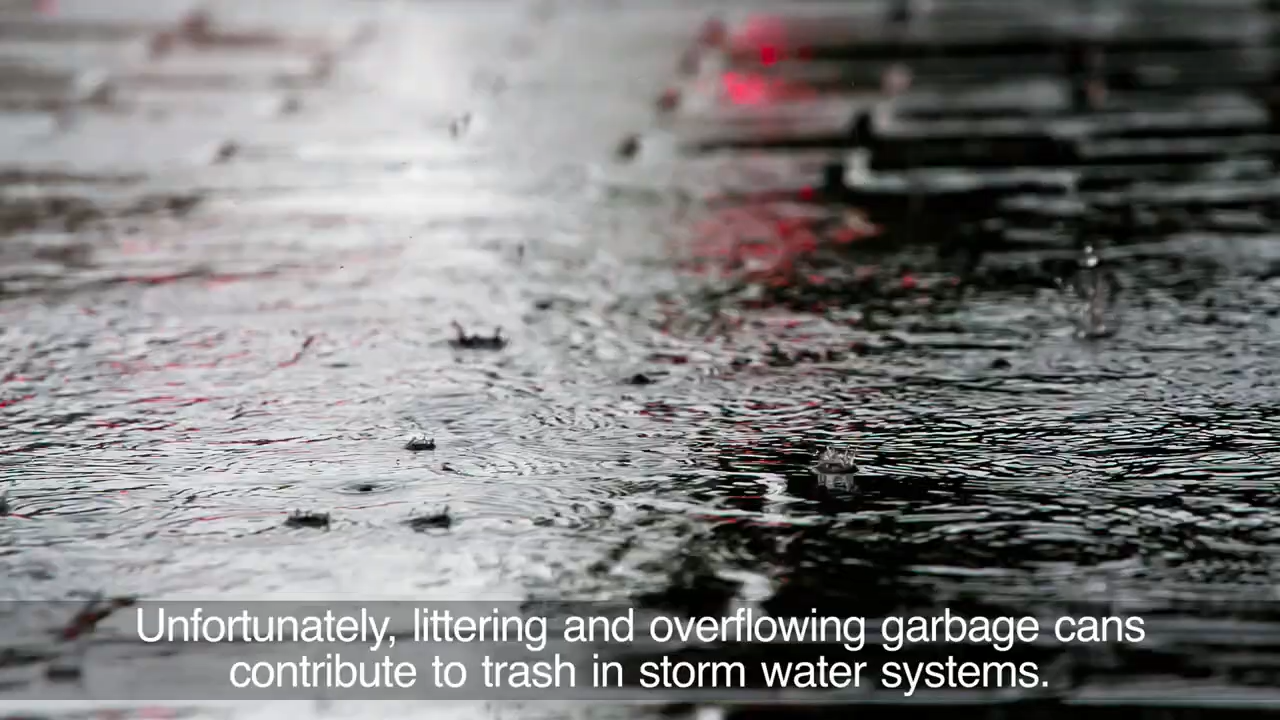 Unfortunately, littering and overflowing garbage cans
contribute to trash in storm water systems.